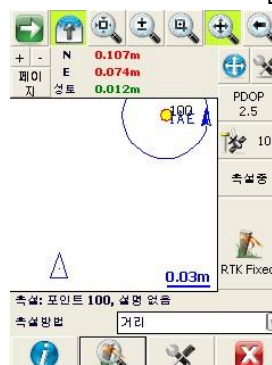 + - N 0.107m
페이지 E 0.074m
성토 0.012m
PDOP
2.5
100
10
측설중
RTK Fixed
0.03m
측설: 포인트 100, 설명 없음
측설방법 거리